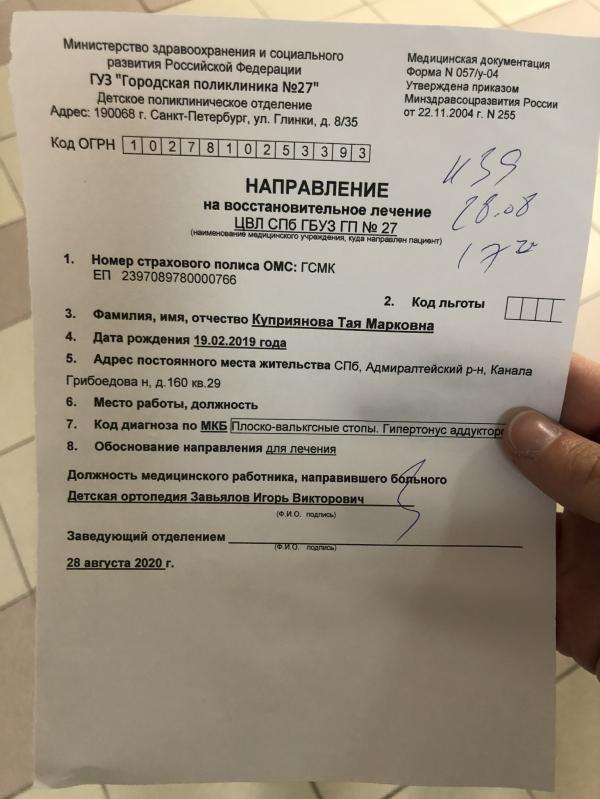 Министерство здравоохранения и социального
развития Российской Федерации
ГУЗ "Городская поликлиника №27"
Детское поликлиническое отделение
Адрес: 190068 г. Санкт-Петербург, ул. Глинки, д. 8/35
Медицинская документация
Форма N 057/у-04
Утверждена приказом
Минздравсоцразвития России
от 22.11.2004 г. N 255
Код ОГРН 1027810253393
к 39
28.08
17
НАПРАВЛЕНИЕ
на восстановительное лечение
ЦВЛ СПб ГБУЗ ГП № 27
(наименование медицинского учреждения, куда направлен пациент)
1. Номер страхового полиса ОМС: ГСМК
ЕП 2397089780000766
2. Код льготы
3. Фамилия, имя, отчество Куприянова Тая Марковна
4. Дата рождения 19.02.2019 года
5. Адрес постоянного места жительства СПб, Адмиралтейский р-н, Канала
Грибоедова н, д.160 кв.29
6. Место работы, должность
7. Код диагноза по МКБ Плоско-валькгсные стопы. Гипертонус аддукторо
8. Обоснование направления для лечения
Должность медицинского работника, направившего больного
Детская ортопедия Завьялов Игорь Викторович
(Ф.И.О. подпись)
Заведующий отделением
(Ф.И.О. подпись)
28 августа 2020 г.